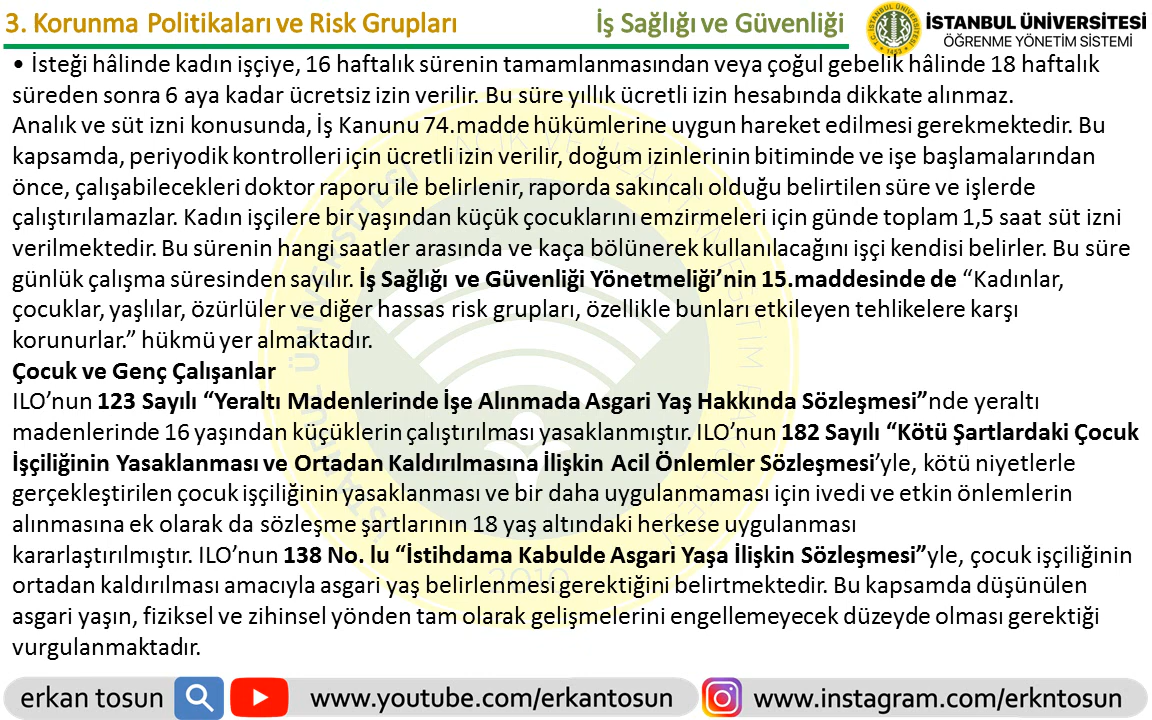 3. Korunma Politikaları ve Risk Grupları
İş Sağlığı ve Güvenliği
İSTANBUL ÜNİVERSİTESİ
ÖĞRENME YÖNETİM SİSTEMİ
• İsteği hâlinde kadın işçiye, 16 haftalık sürenin tamamlanmasından veya çoğul gebelik hâlinde 18 haftalık
süreden sonra 6 aya kadar ücretsiz izin verilir. Bu süre yıllık ücretli izin hesabında dikkate alınmaz.
Analık ve süt izni konusunda, İş Kanunu 74.madde hükümlerine uygun hareket edilmesi gerekmektedir. Bu
kapsamda, periyodik kontrolleri için ücretli izin verilir, doğum izinlerinin bitiminde ve işe başlamalarından
önce, çalışabilecekleri doktor raporu ile belirlenir, raporda sakıncalı olduğu belirtilen süre ve işlerde
çalıştırılamazlar. Kadın işçilere bir yaşından küçük çocuklarını emzirmeleri için günde toplam 1,5 saat süt izni
verilmektedir. Bu sürenin hangi saatler arasında ve kaça bölünerek kullanılacağını işçi kendisi belirler. Bu süre
günlük çalışma süresinden sayılır. İş Sağlığı ve Güvenliği Yönetmeliği’nin 15.maddesinde de “Kadınlar,
çocuklar, yaşlılar, özürlüler ve diğer hassas risk grupları, özellikle bunları etkileyen tehlikelere karşı
korunurlar.” hükmü yer almaktadır.
Çocuk ve Genç Çalışanlar
ILO’nun 123 Sayılı “Yeraltı Madenlerinde İşe Alınmada Asgari Yaş Hakkında Sözleşmesi”nde yeraltı
madenlerinde 16 yaşından küçüklerin çalıştırılması yasaklanmıştır. ILO’nun 182 Sayılı “Kötü Şartlardaki Çocuk
İşçiliğinin Yasaklanması ve Ortadan Kaldırılmasına İlişkin Acil Önlemler Sözleşmesi’yle, kötü niyetlerle
gerçekleştirilen çocuk işçiliğinin yasaklanması ve bir daha uygulanmaması için ivedi ve etkin önlemlerin
alınmasına ek olarak da sözleşme şartlarının 18 yaş altındaki herkese uygulanması
kararlaştırılmıştır. ILO’nun 138 No. lu “İstihdama Kabulde Asgari Yaşa İlişkin Sözleşmesi”yle, çocuk işçiliğinin
ortadan kaldırılması amacıyla asgari yaş belirlenmesi gerektiğini belirtmektedir. Bu kapsamda düşünülen
asgari yaşın, fiziksel ve zihinsel yönden tam olarak gelişmelerini engellemeyecek düzeyde olması gerektiği
vurgulanmaktadır.
erkan tosun
www.youtube.com/erkantosun
www.instagram.com/erkntosun